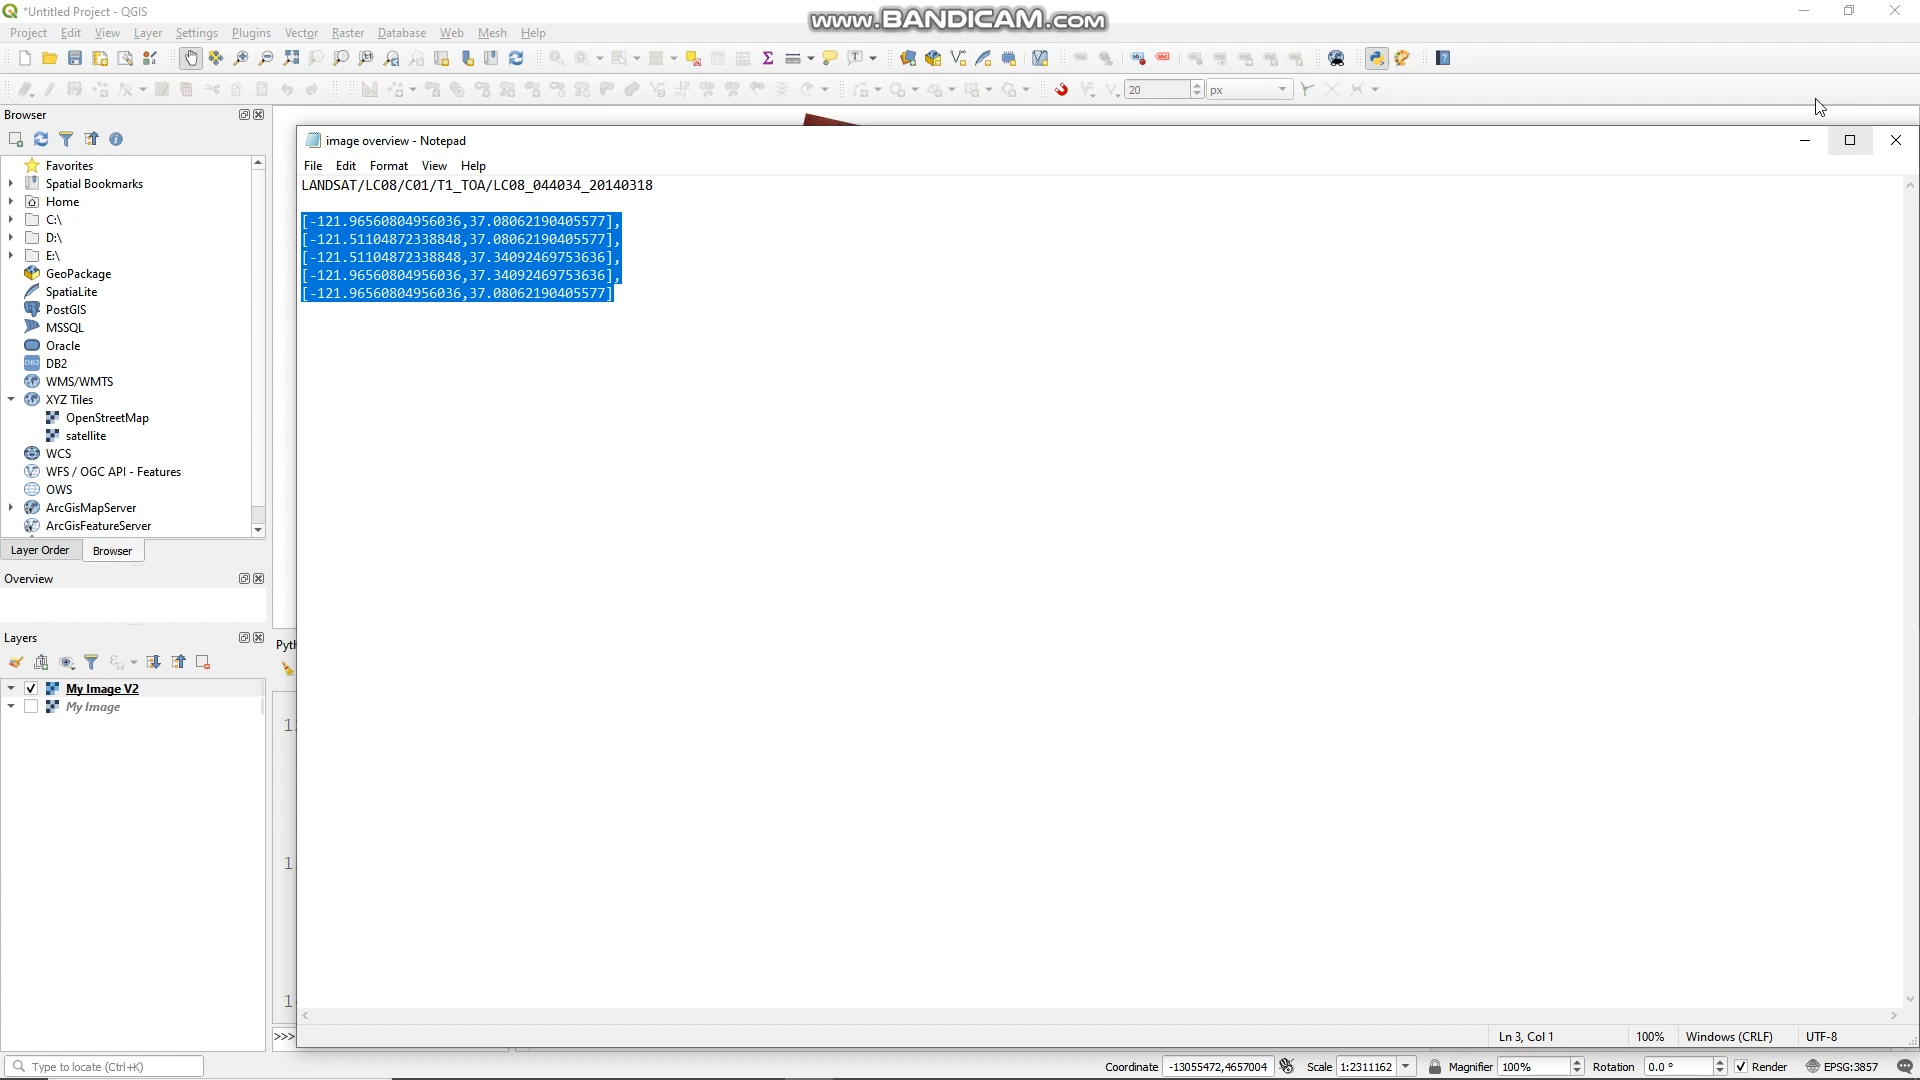 *Untitled Project - QGIS
www.BANDICAM.com
Project Edit View Layer Settings Plugins Vector Raster Database Web Mesh Help
20 px
Browser
image overview - Notepad
File Edit Format View Help
LANDSAT/LC08/C01/T1_TOA/LC08_044034_20140318
[-121.96560804956036,37.08062190405577],
[-121.51104872338848,37.08062190405577],
[-121.51104872338848,37.34092469753636],
[-121.96560804956036,37.34092469753636],
[-121.96560804956036,37.08062190405577]
Favorites
Spatial Bookmarks
Home
C:\
D:\
E:\
GeoPackage
SpatiaLite
PostGIS
MSSQL
Oracle
DB2
WMS/WMTS
XYZ Tiles
OpenStreetMap
satellite
WCS
WFS / OGC API - Features
OWS
ArcGisMapServer
ArcGisFeatureServer
Layer Order Browser
Overview
Layers
Pyth
My Image V2
My Image
>>>
Ln 3, Col 1 100% Windows (CRLF) UTF-8
Type to locate (Ctrl+K) Coordinate -13055472,4657004 Scale 1:2311162 Magnifier 100% Rotation 0.0 ° Render EPSG:3857